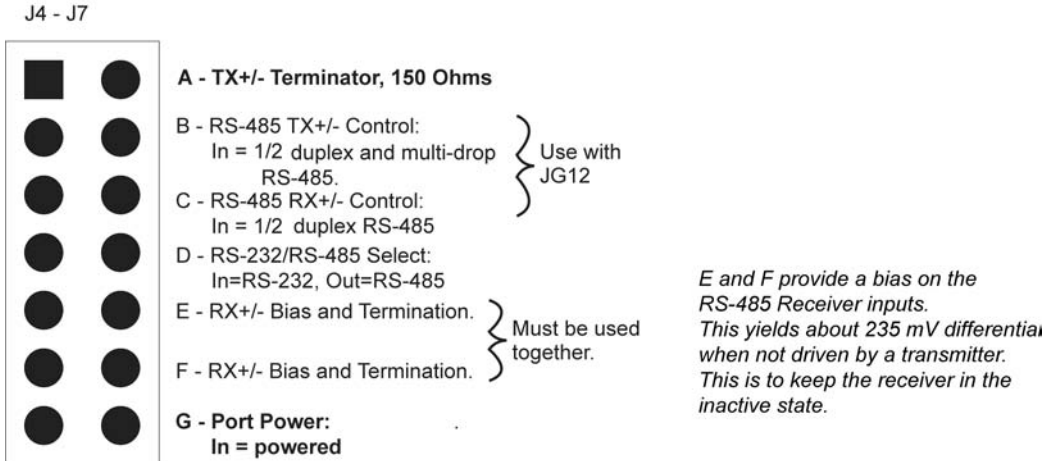 J4 - J7
A - TX+/- Terminator, 150 Ohms
B - RS-485 TX+/- Control:
In = 1/2 duplex and multi-drop
RS-485.
Use with
JG12
C - RS-485 RX+/- Control:
In = 1/2 duplex RS-485
D - RS-232/RS-485 Select:
In=RS-232, Out=RS-485
E - RX+/- Bias and Termination.
Must be used
together.
F - RX+/- Bias and Termination.
G - Port Power:
In = powered
E and F provide a bias on the
RS-485 Receiver inputs.
This yields about 235 mV differential
when not driven by a transmitter.
This is to keep the receiver in the
inactive state.